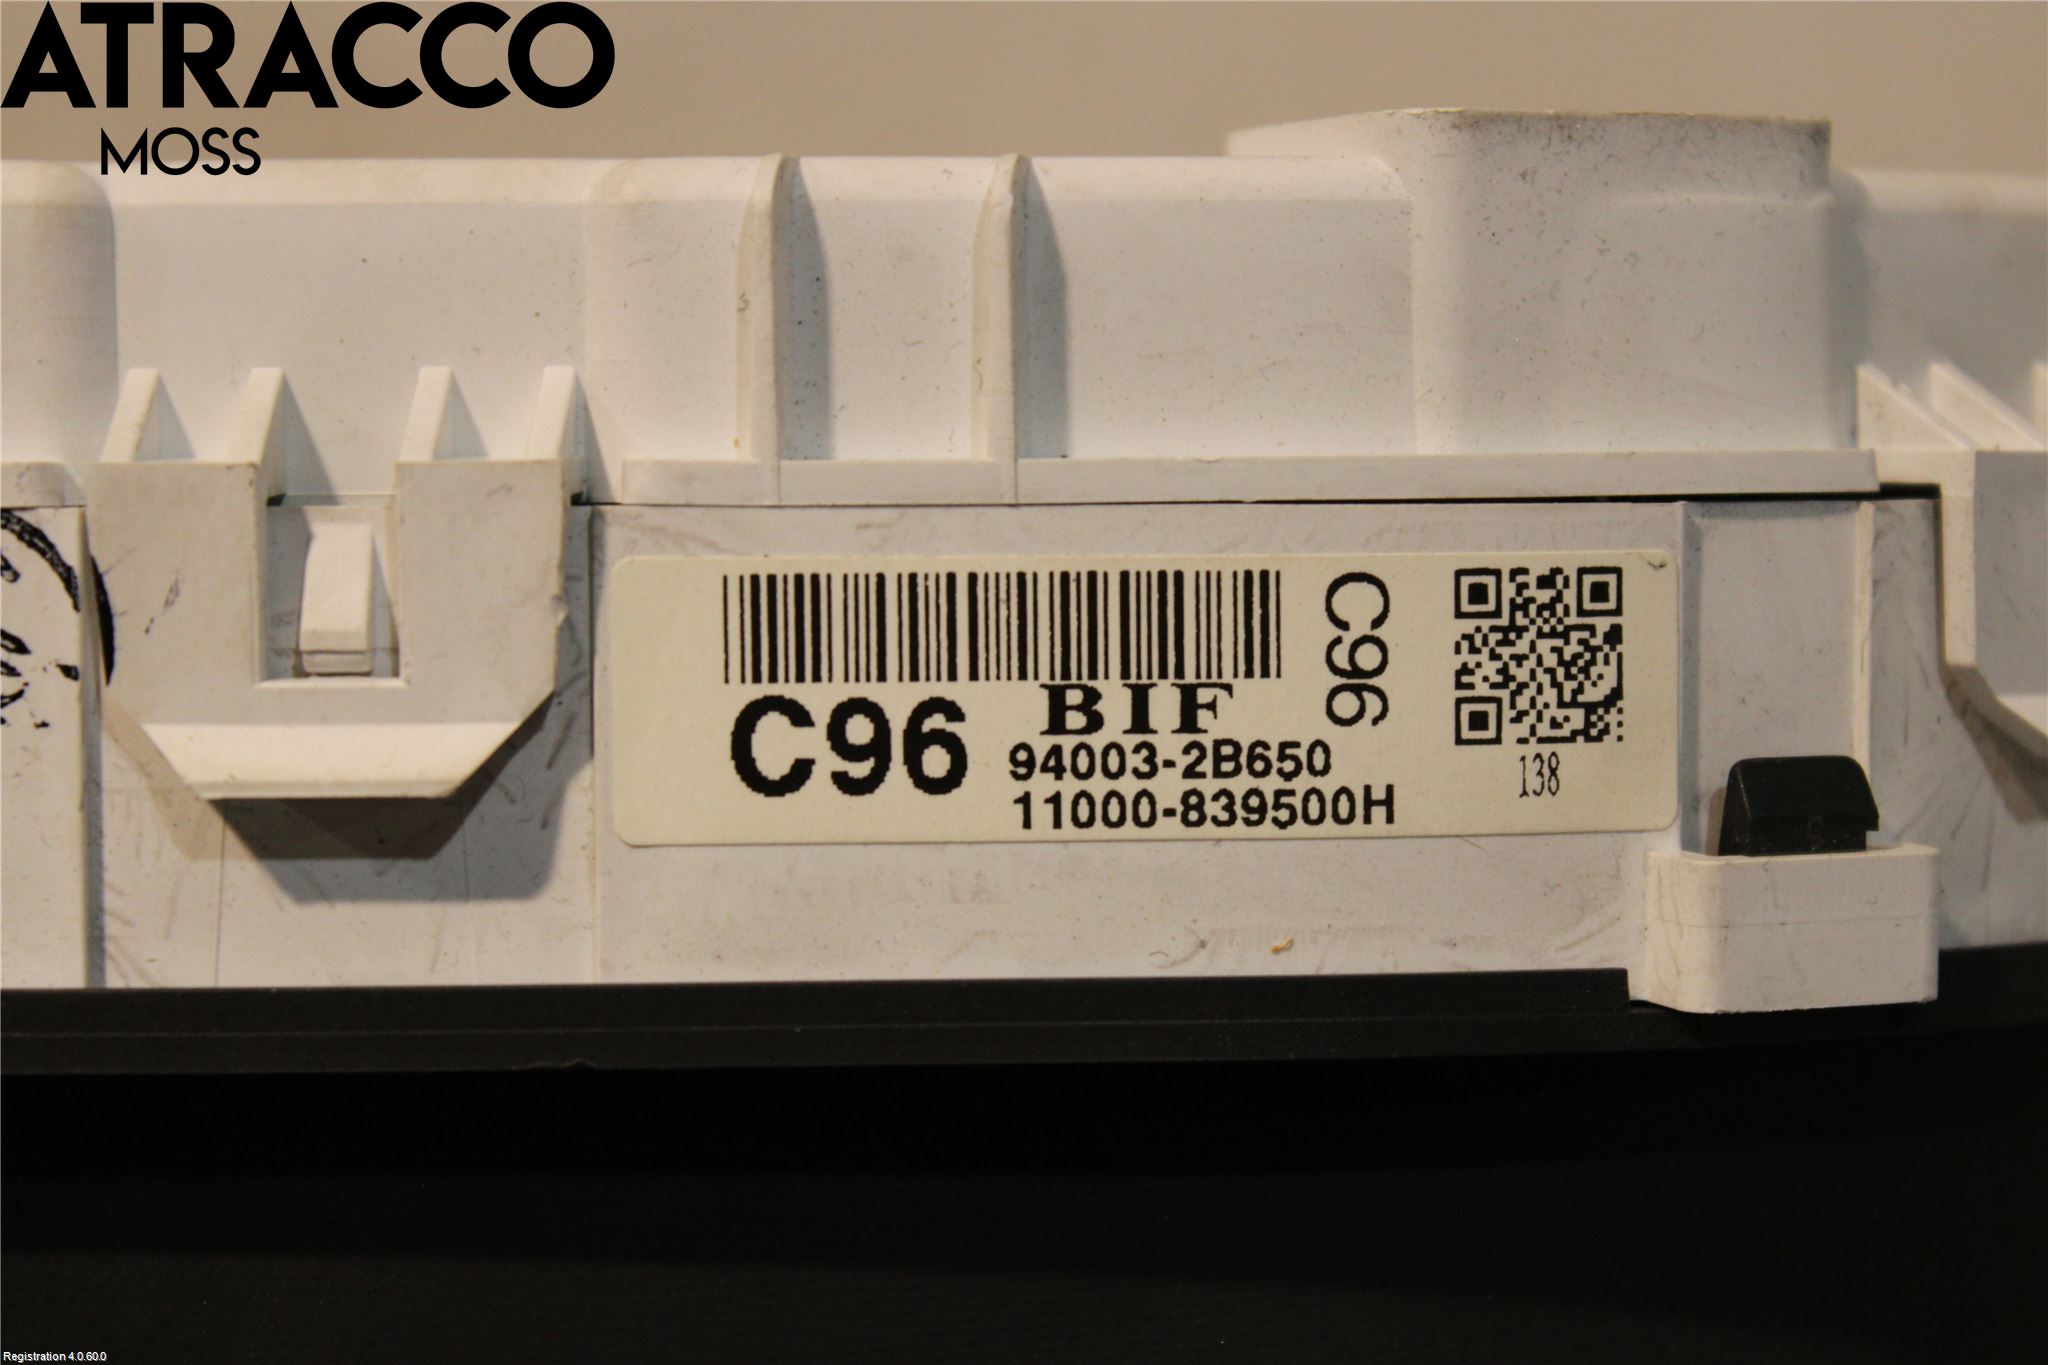 ATRACCO
MOSS
C96
BIF
C96
94003-2B650
11000-839500H
138
Registration 4.0.60.0